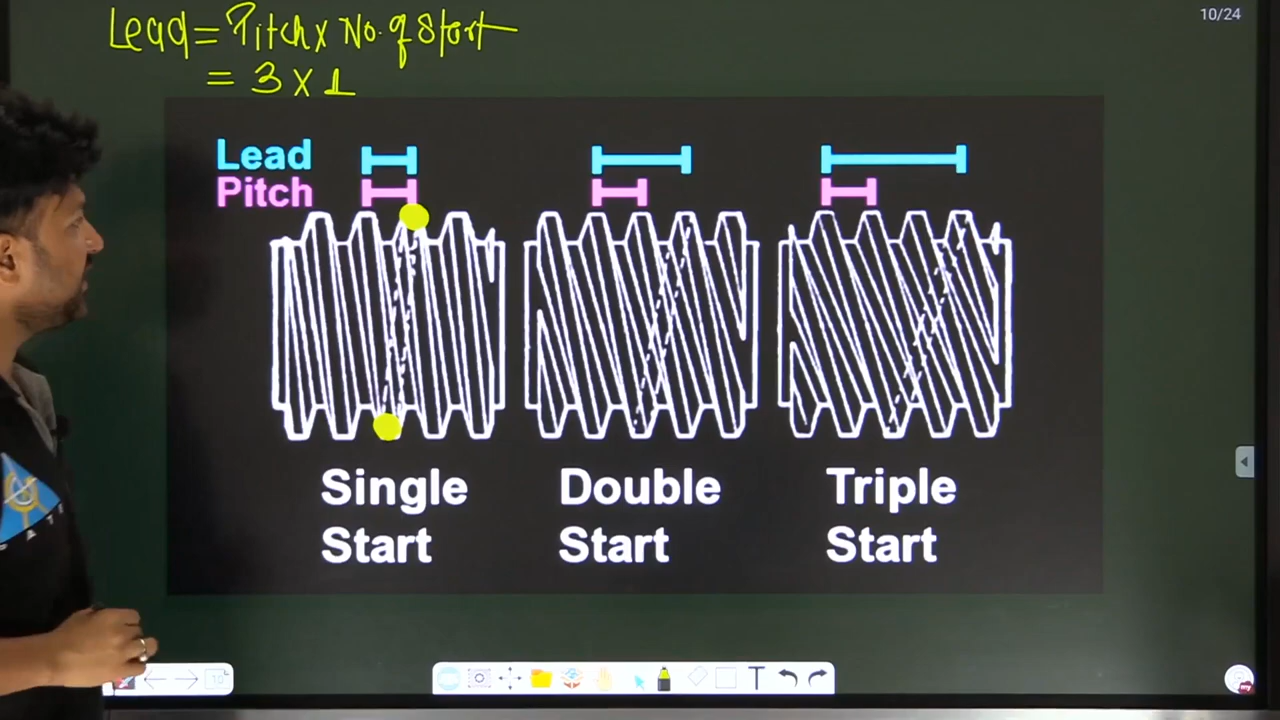 10/24
Lead = Pitch x No. of Start
= 3 x 1
Lead
Pitch
Single Start
Double Start
Triple Start
T